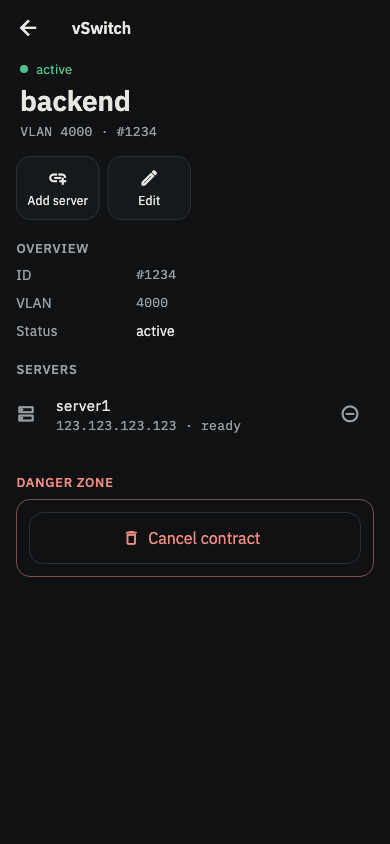 vSwitch
active
backend
VLAN 4000 · #1234
Add server
Edit
OVERVIEW
ID #1234
VLAN 4000
Status active
SERVERS
server1
123.123.123.123 · ready
DANGER ZONE
Cancel contract